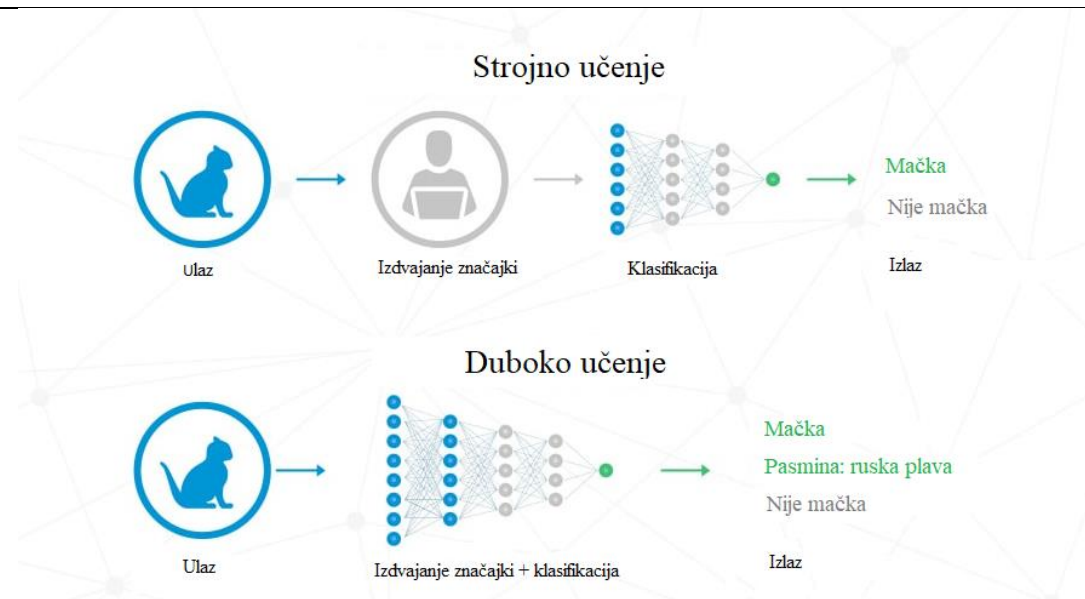 Strojno učenje
Mačka
Nije mačka
Ulaz
Izdvajanje značajki
Klasifikacija
Izlaz
Duboko učenje
Mačka
Pasmina: ruska plava
Nije mačka
Ulaz
Izdvajanje značajki + klasifikacija
Izlaz